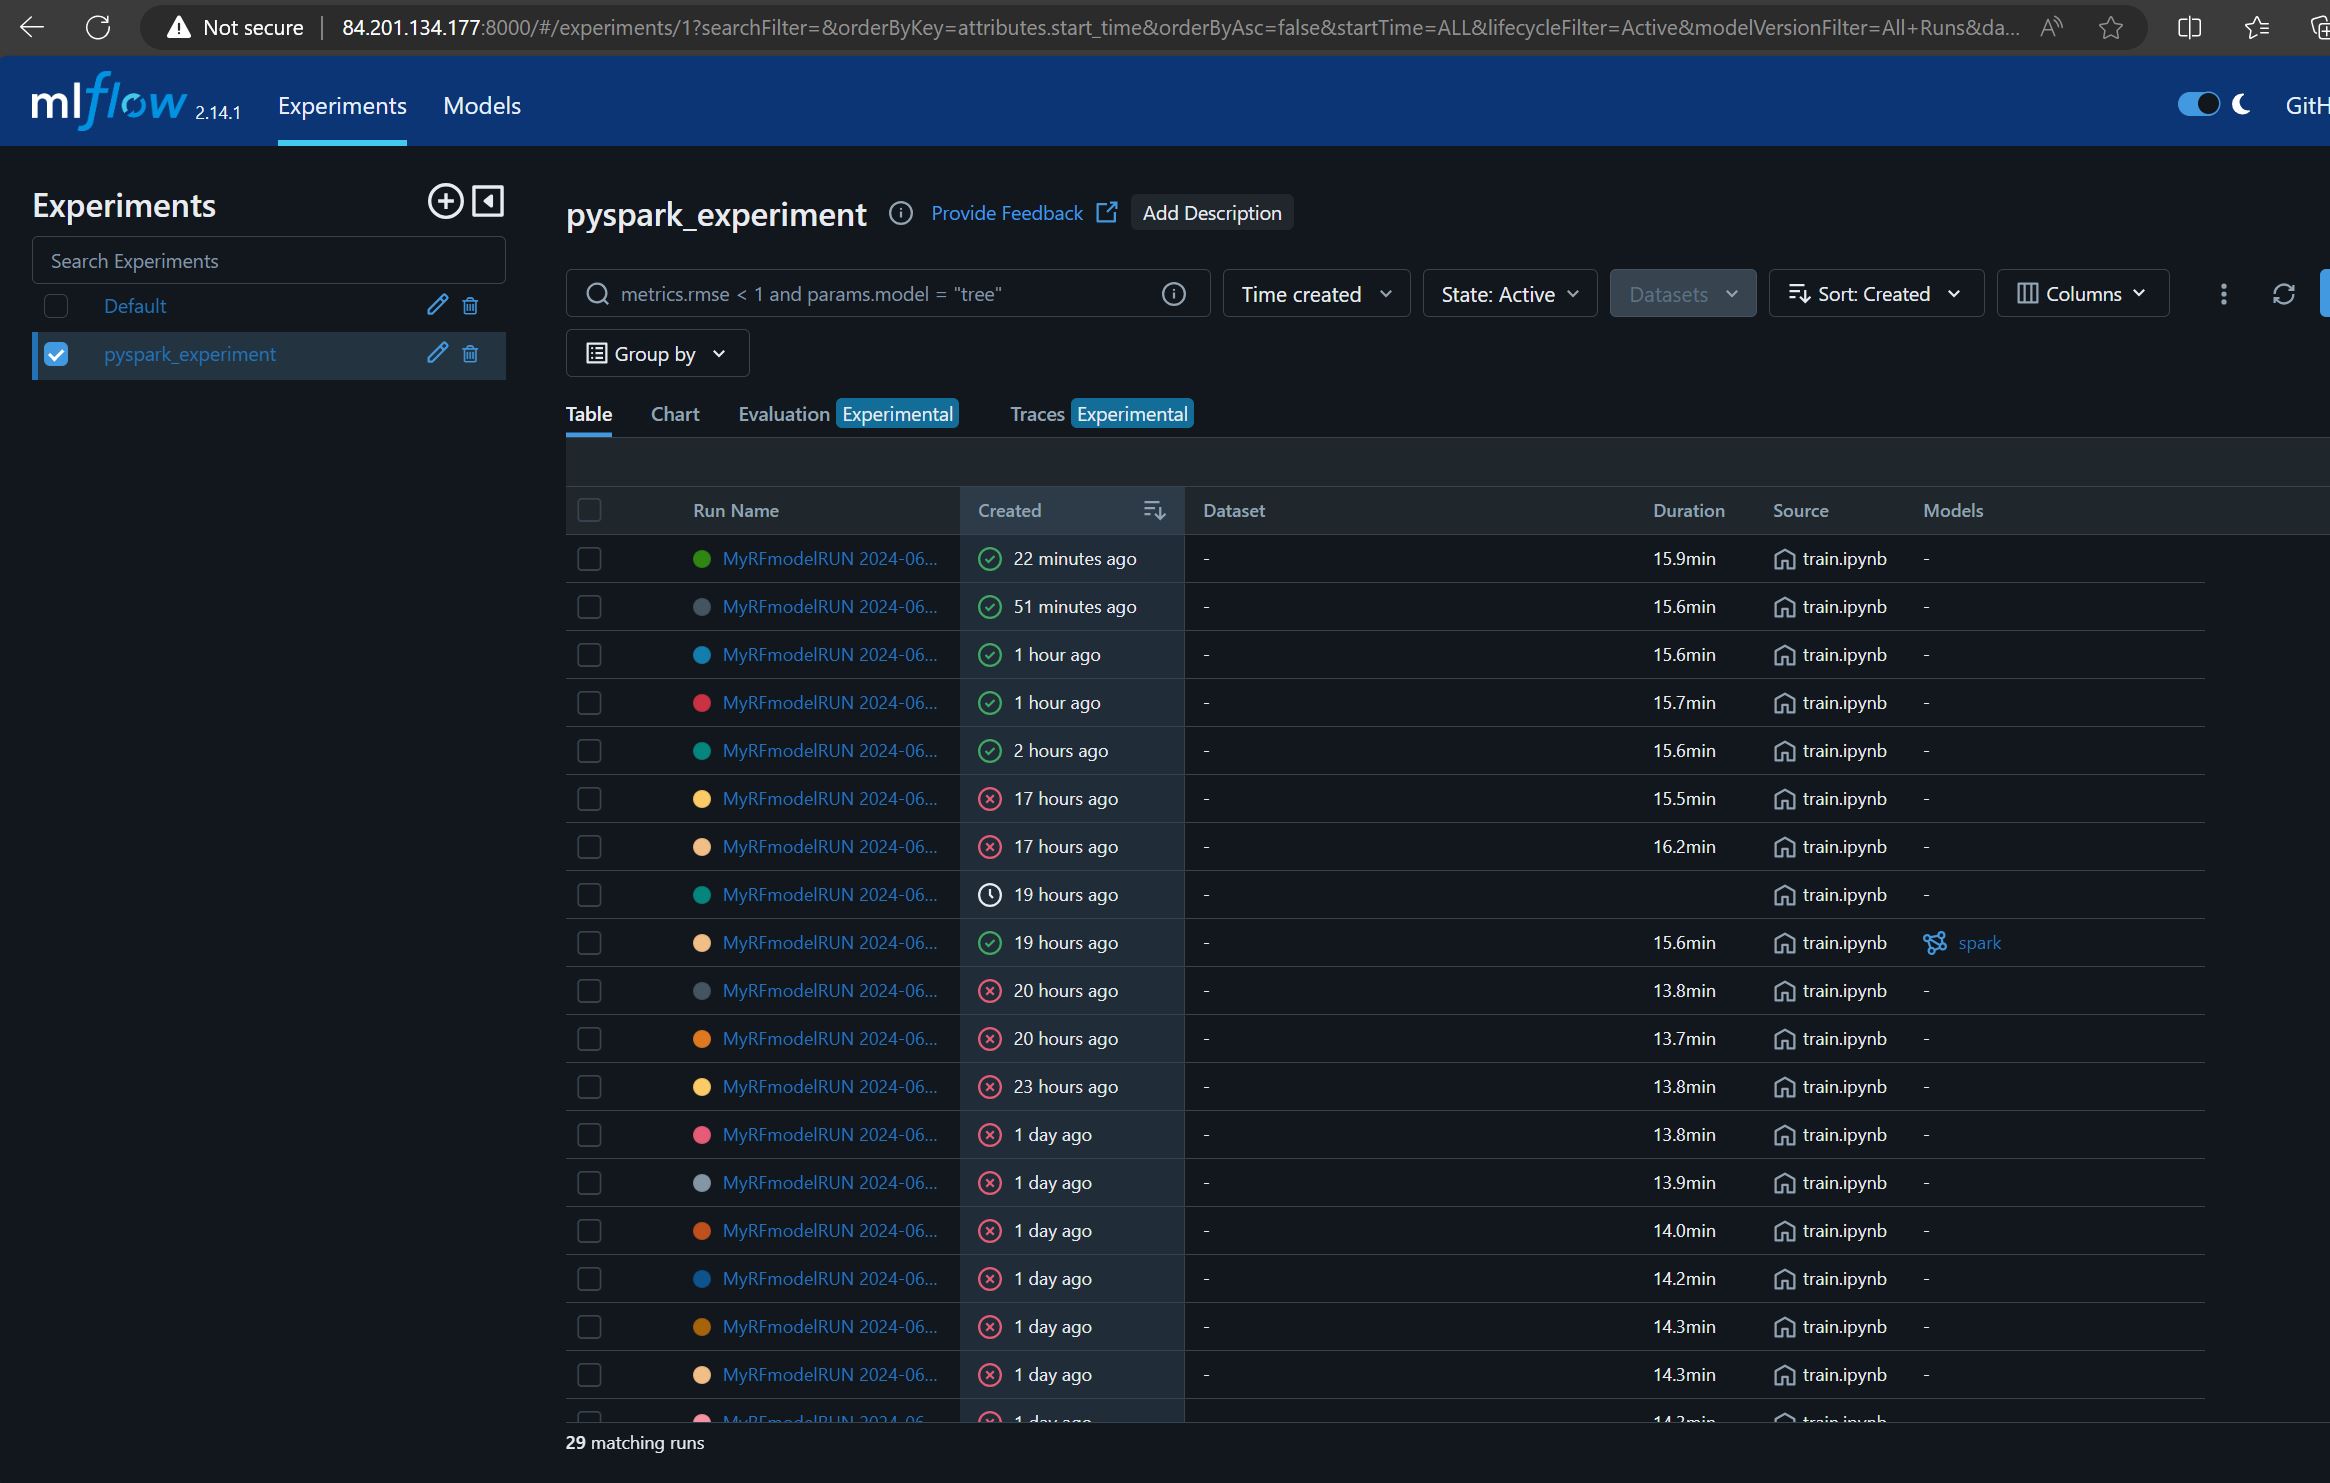 Not secure 84.201.134.177:8000/#/experiments/1?searchFilter=&orderByKey=attributes.start_time&orderByAsc=false&startTime=ALL&lifecycleFilter=Active&modelVersionFilter=All+Runs&da...
mlflow 2.14.1 Experiments Models GitH
Experiments
Search Experiments
Default
pyspark_experiment
pyspark_experiment Provide Feedback Add Description
metrics.rmse < 1 and params.model = "tree" Time created State: Active Datasets Sort: Created Columns
Group by
Table Chart Evaluation Experimental Traces Experimental
Run Name Created Dataset Duration Source Models
MyRFmodelRUN 2024-06... 22 minutes ago - 15.9min train.ipynb -
MyRFmodelRUN 2024-06... 51 minutes ago - 15.6min train.ipynb -
MyRFmodelRUN 2024-06... 1 hour ago - 15.6min train.ipynb -
MyRFmodelRUN 2024-06... 1 hour ago - 15.7min train.ipynb -
MyRFmodelRUN 2024-06... 2 hours ago - 15.6min train.ipynb -
MyRFmodelRUN 2024-06... 17 hours ago - 15.5min train.ipynb -
MyRFmodelRUN 2024-06... 17 hours ago - 16.2min train.ipynb -
MyRFmodelRUN 2024-06... 19 hours ago - train.ipynb -
MyRFmodelRUN 2024-06... 19 hours ago - 15.6min train.ipynb spark
MyRFmodelRUN 2024-06... 20 hours ago - 13.8min train.ipynb -
MyRFmodelRUN 2024-06... 20 hours ago - 13.7min train.ipynb -
MyRFmodelRUN 2024-06... 23 hours ago - 13.8min train.ipynb -
MyRFmodelRUN 2024-06... 1 day ago - 13.8min train.ipynb -
MyRFmodelRUN 2024-06... 1 day ago - 13.9min train.ipynb -
MyRFmodelRUN 2024-06... 1 day ago - 14.0min train.ipynb -
MyRFmodelRUN 2024-06... 1 day ago - 14.2min train.ipynb -
MyRFmodelRUN 2024-06... 1 day ago - 14.3min train.ipynb -
MyRFmodelRUN 2024-06... 1 day ago - 14.3min train.ipynb -
29 matching runs